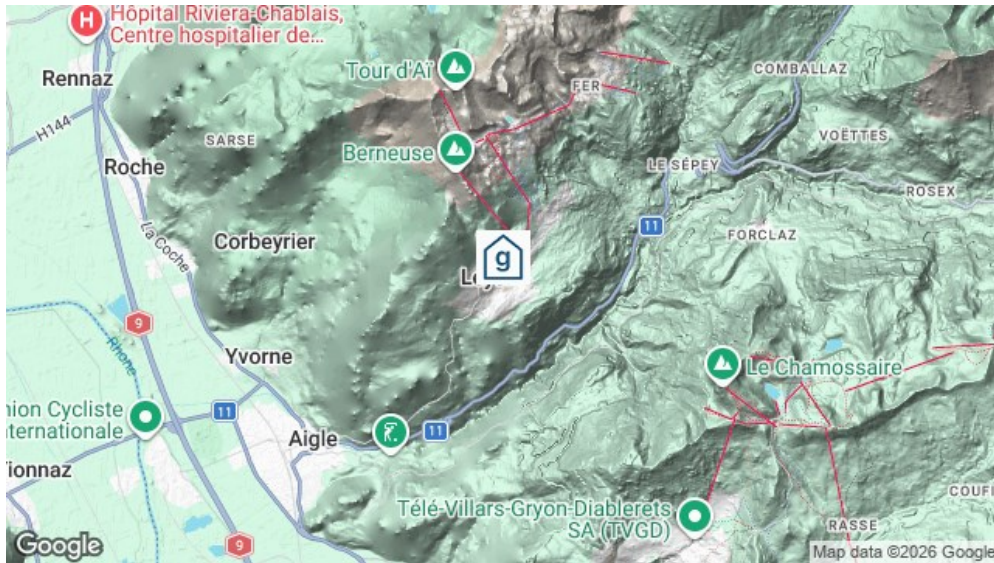 H
Hôpital Riviera-Chablais,
Centre hospitalier de...
Rennaz
Tour d'Aï
FER
COMBALLAZ
H144
SARSE
VOËTTES
Berneuse
Roche
LE SÉPEY
ROSEX
La Coche
Corbeyrier
11
FORCLAZ
g
9
Rhone
Yvorne
Le Chamossaire
nion Cycliste
nternationale
11
Aigle
11
ionnaz
COUFI
Télé-Villars-Gryon-Diablerets
SA (TVGD)
RASSE
9
Google
Map data ©2026 Google